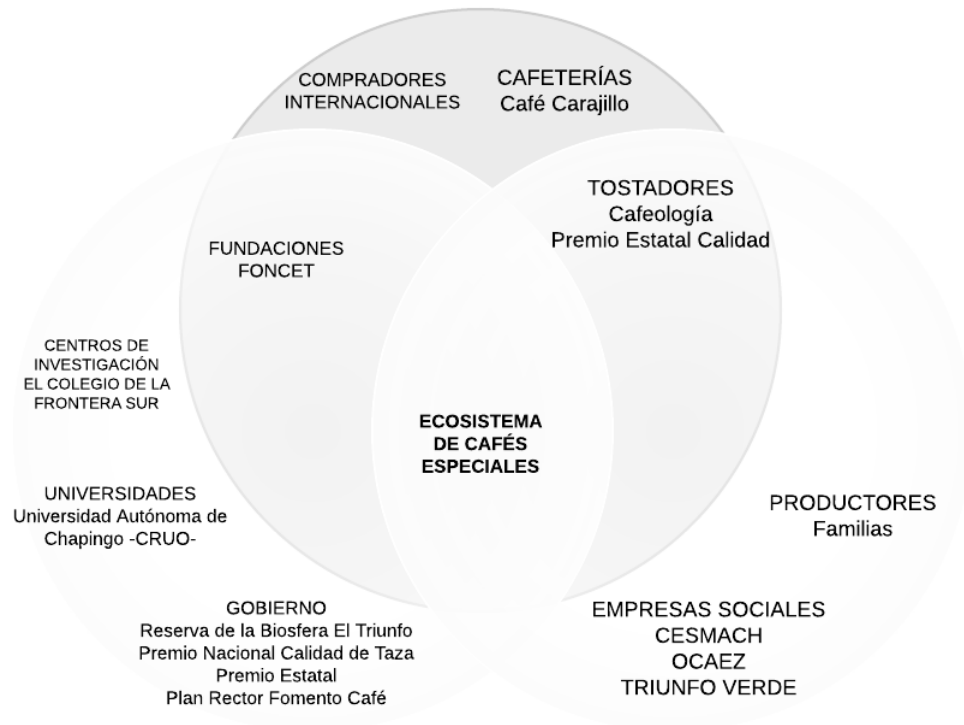 COMPRADORES
INTERNACIONALES
CAFETERÍAS
Café Carajillo
TOSTADORES
Cafeología
Premio Estatal Calidad
FUNDACIONES
FONCET
CENTROS DE
INVESTIGACIÓN
EL COLEGIO DE LA
FRONTERA SUR
ECOSISTEMA
DE CAFÉS
ESPECIALES
UNIVERSIDADES
Universidad Autónoma de
Chapingo -CRUO-
PRODUCTORES
Familias
GOBIERNO
Reserva de la Biosfera El Triunfo
Premio Nacional Calidad de Taza
Premio Estatal
Plan Rector Fomento Café
EMPRESAS SOCIALES
CESMACH
OCAEZ
TRIUNFO VERDE